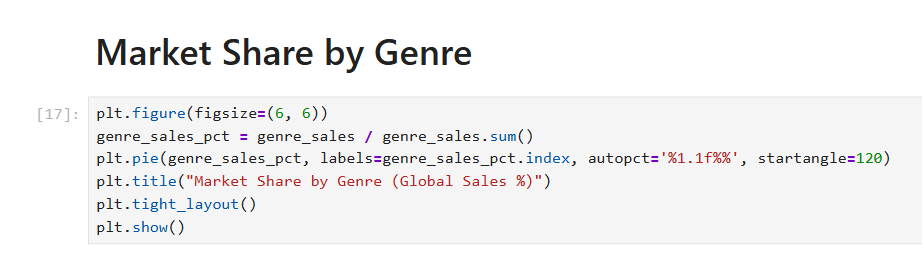 Market Share by Genre
[17]:
plt.figure(figsize=(6, 6))
genre_sales_pct = genre_sales / genre_sales.sum()
plt.pie(genre_sales_pct, labels=genre_sales_pct.index, autopct='%1.1f%%', startangle=120)
plt.title("Market Share by Genre (Global Sales %)")
plt.tight_layout()
plt.show()